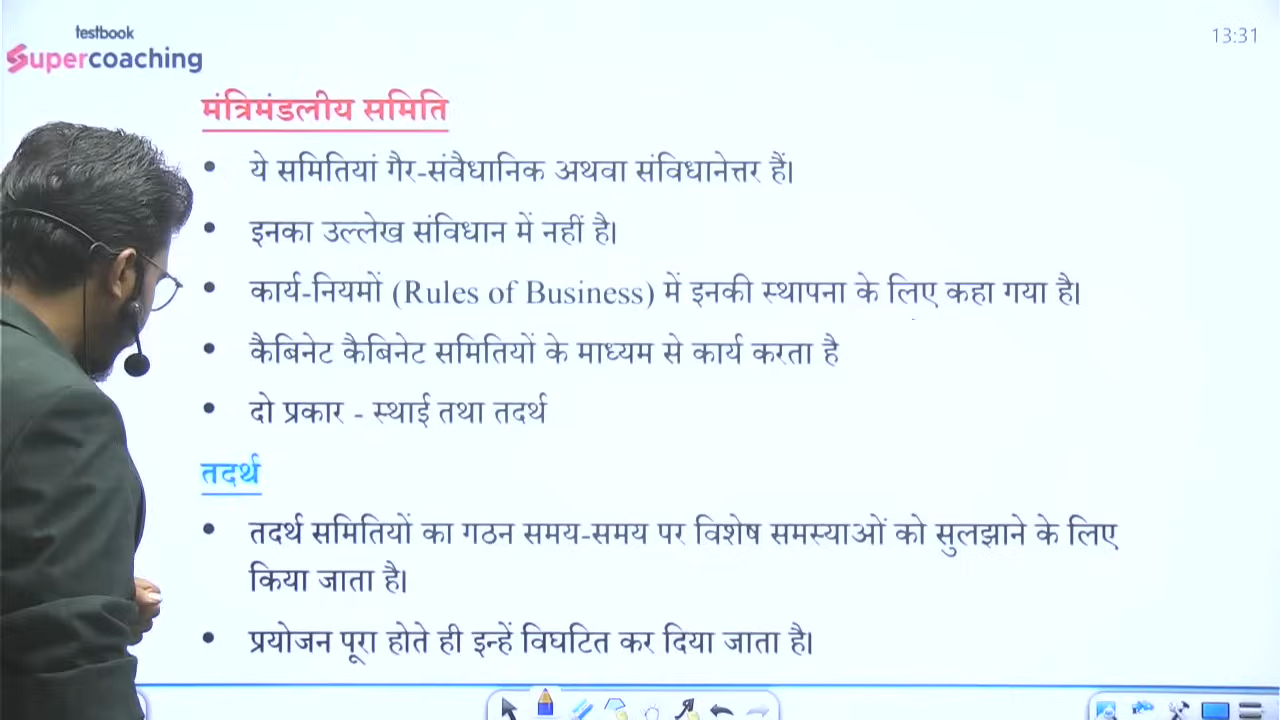 testbook
Supercoaching
13:31
मंत्रिमंडलीय समिति
• ये समितियां गैर-संवैधानिक अथवा संविधानेत्तर हैं।
• इनका उल्लेख संविधान में नहीं है।
• कार्य-नियमों (Rules of Business) में इनकी स्थापना के लिए कहा गया है।
• कैबिनेट कैबिनेट समितियों के माध्यम से कार्य करता है
• दो प्रकार - स्थाई तथा तदर्थ
तदर्थ
• तदर्थ समितियों का गठन समय-समय पर विशेष समस्याओं को सुलझाने के लिए
किया जाता है।
• प्रयोजन पूरा होते ही इन्हें विघटित कर दिया जाता है।